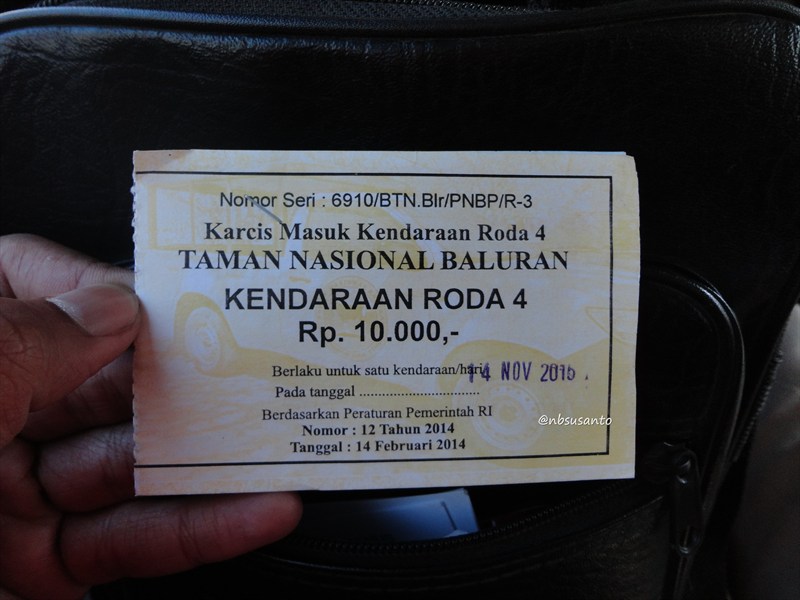 Nomor Seri : 6910/BTN.Blr/PNBP/R-3
Karcis Masuk Kendaraan Roda 4
TAMAN NASIONAL BALURAN
KENDARAAN RODA 4
Rp. 10.000,-
Berlaku untuk satu kendaraan/hari
14 NOV 2015
Pada tanggal ................................
Berdasarkan Peraturan Pemerintah RI
@nbsusanto
Nomor : 12 Tahun 2014
Tanggal : 14 Februari 2014